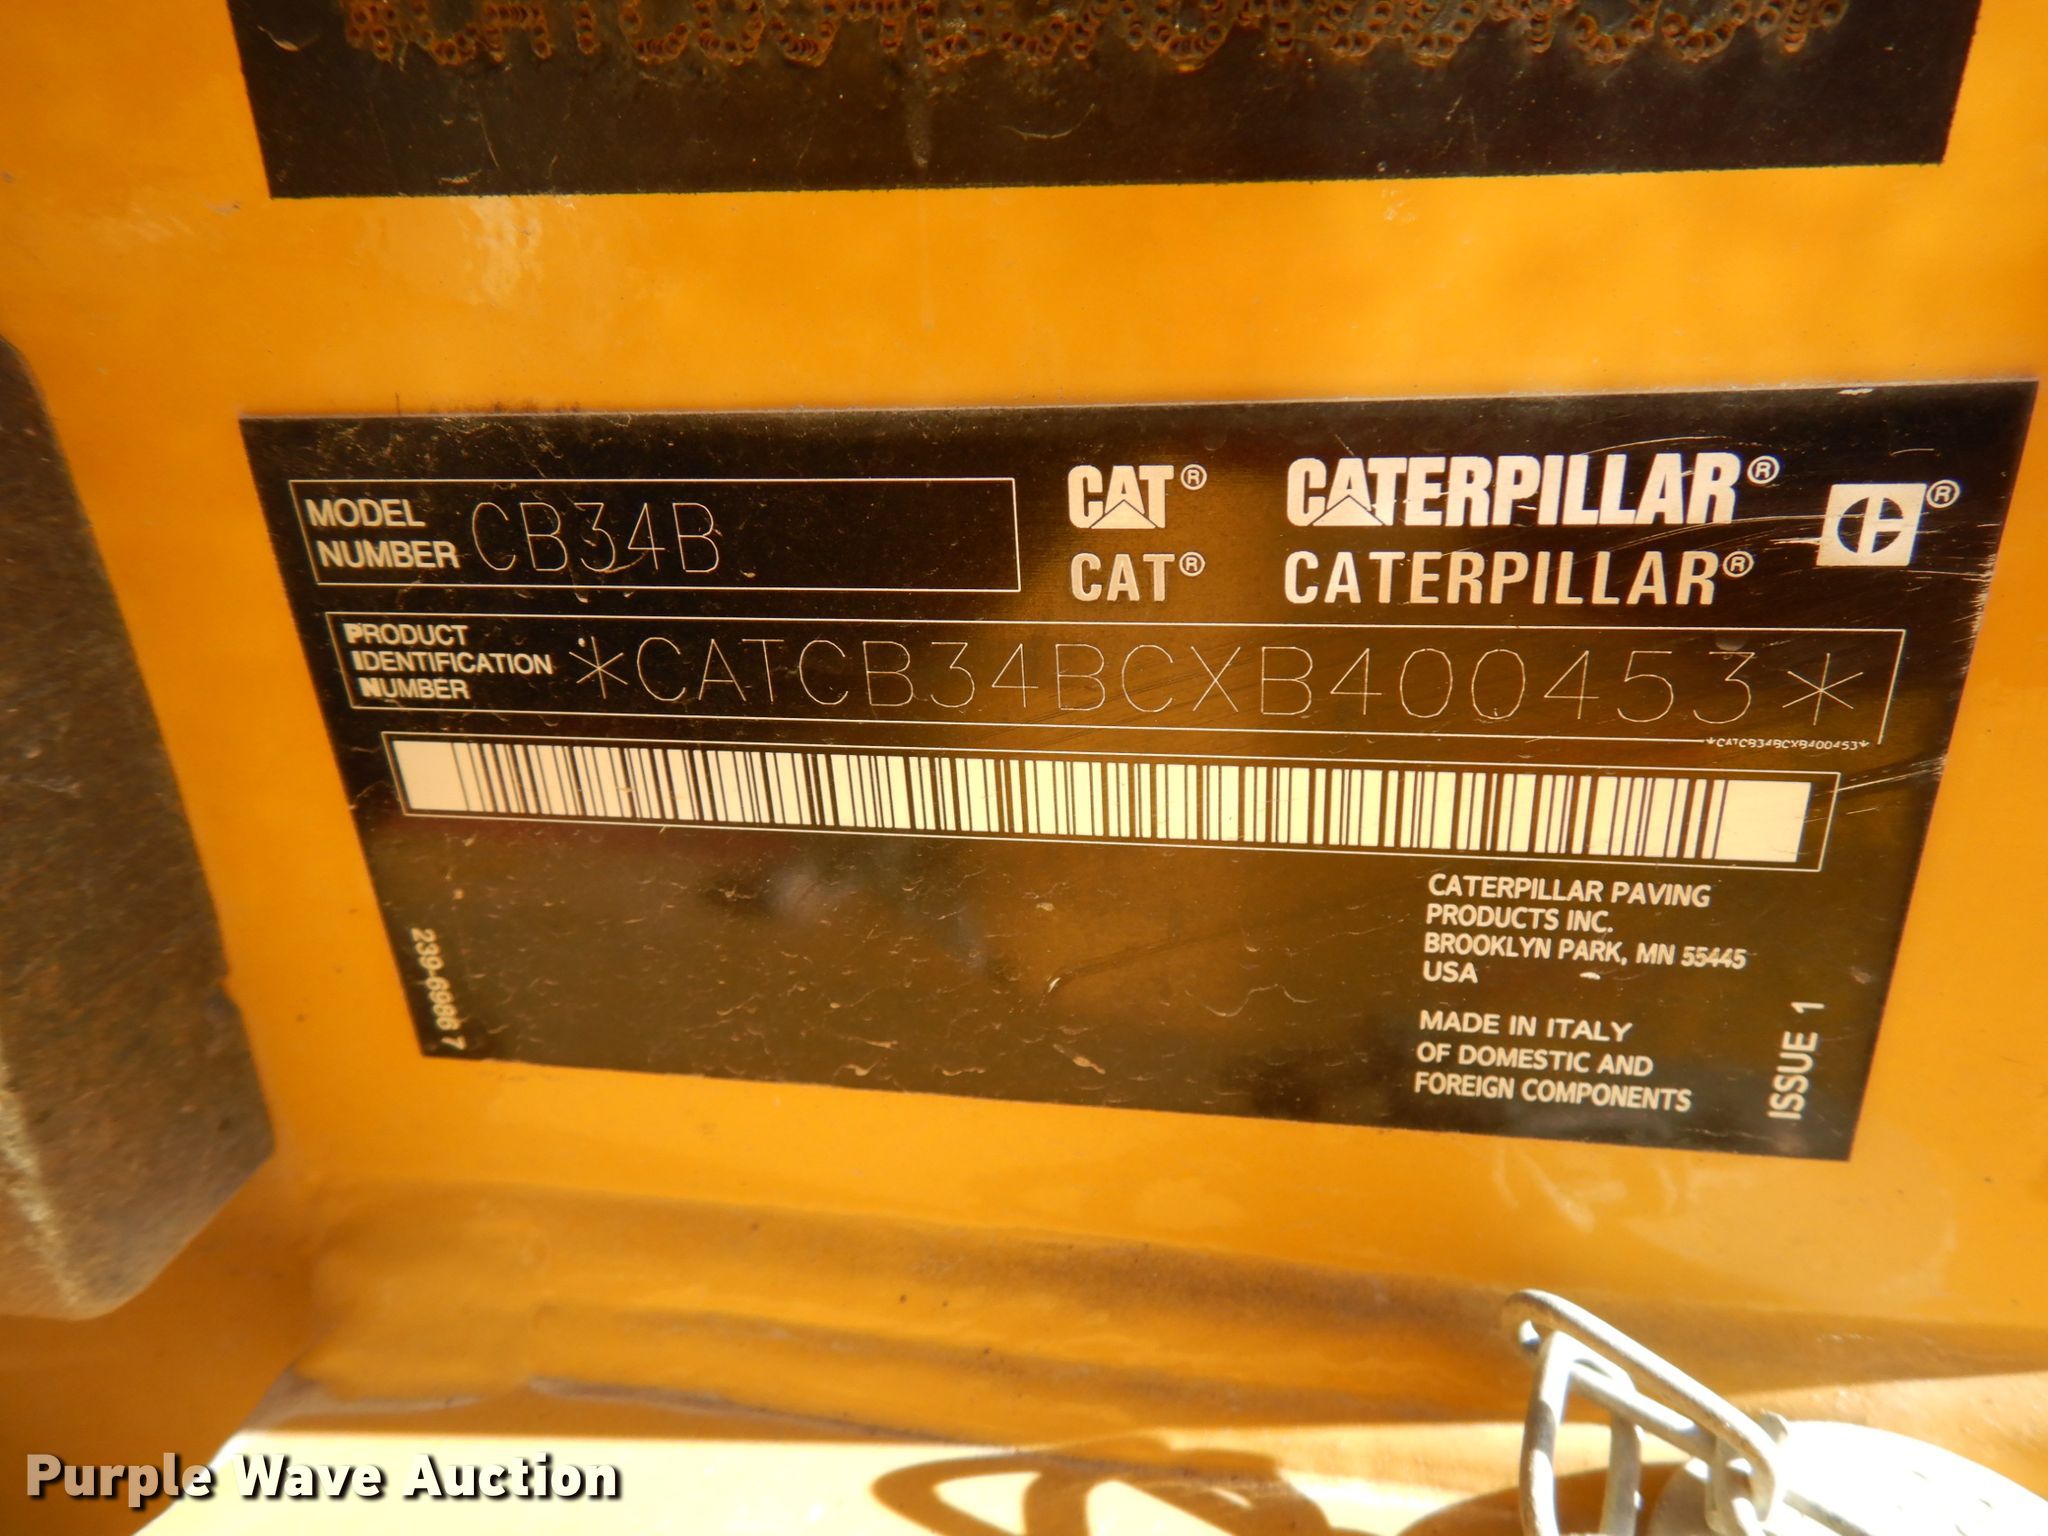 MODEL
NUMBER
CB34B
CAT® CATERPILLAR® ®
CAT® CATERPILLAR®
PRODUCT
IDENTIFICATION
NUMBER
*CATCB34BCXB400453*
*CATCB34BCXB400453*
CATERPILLAR PAVING
PRODUCTS INC.
BROOKLYN PARK, MN 55445
USA
MADE IN ITALY
OF DOMESTIC AND
FOREIGN COMPONENTS
239-6986 7
ISSUE 1
Purple Wave Auction